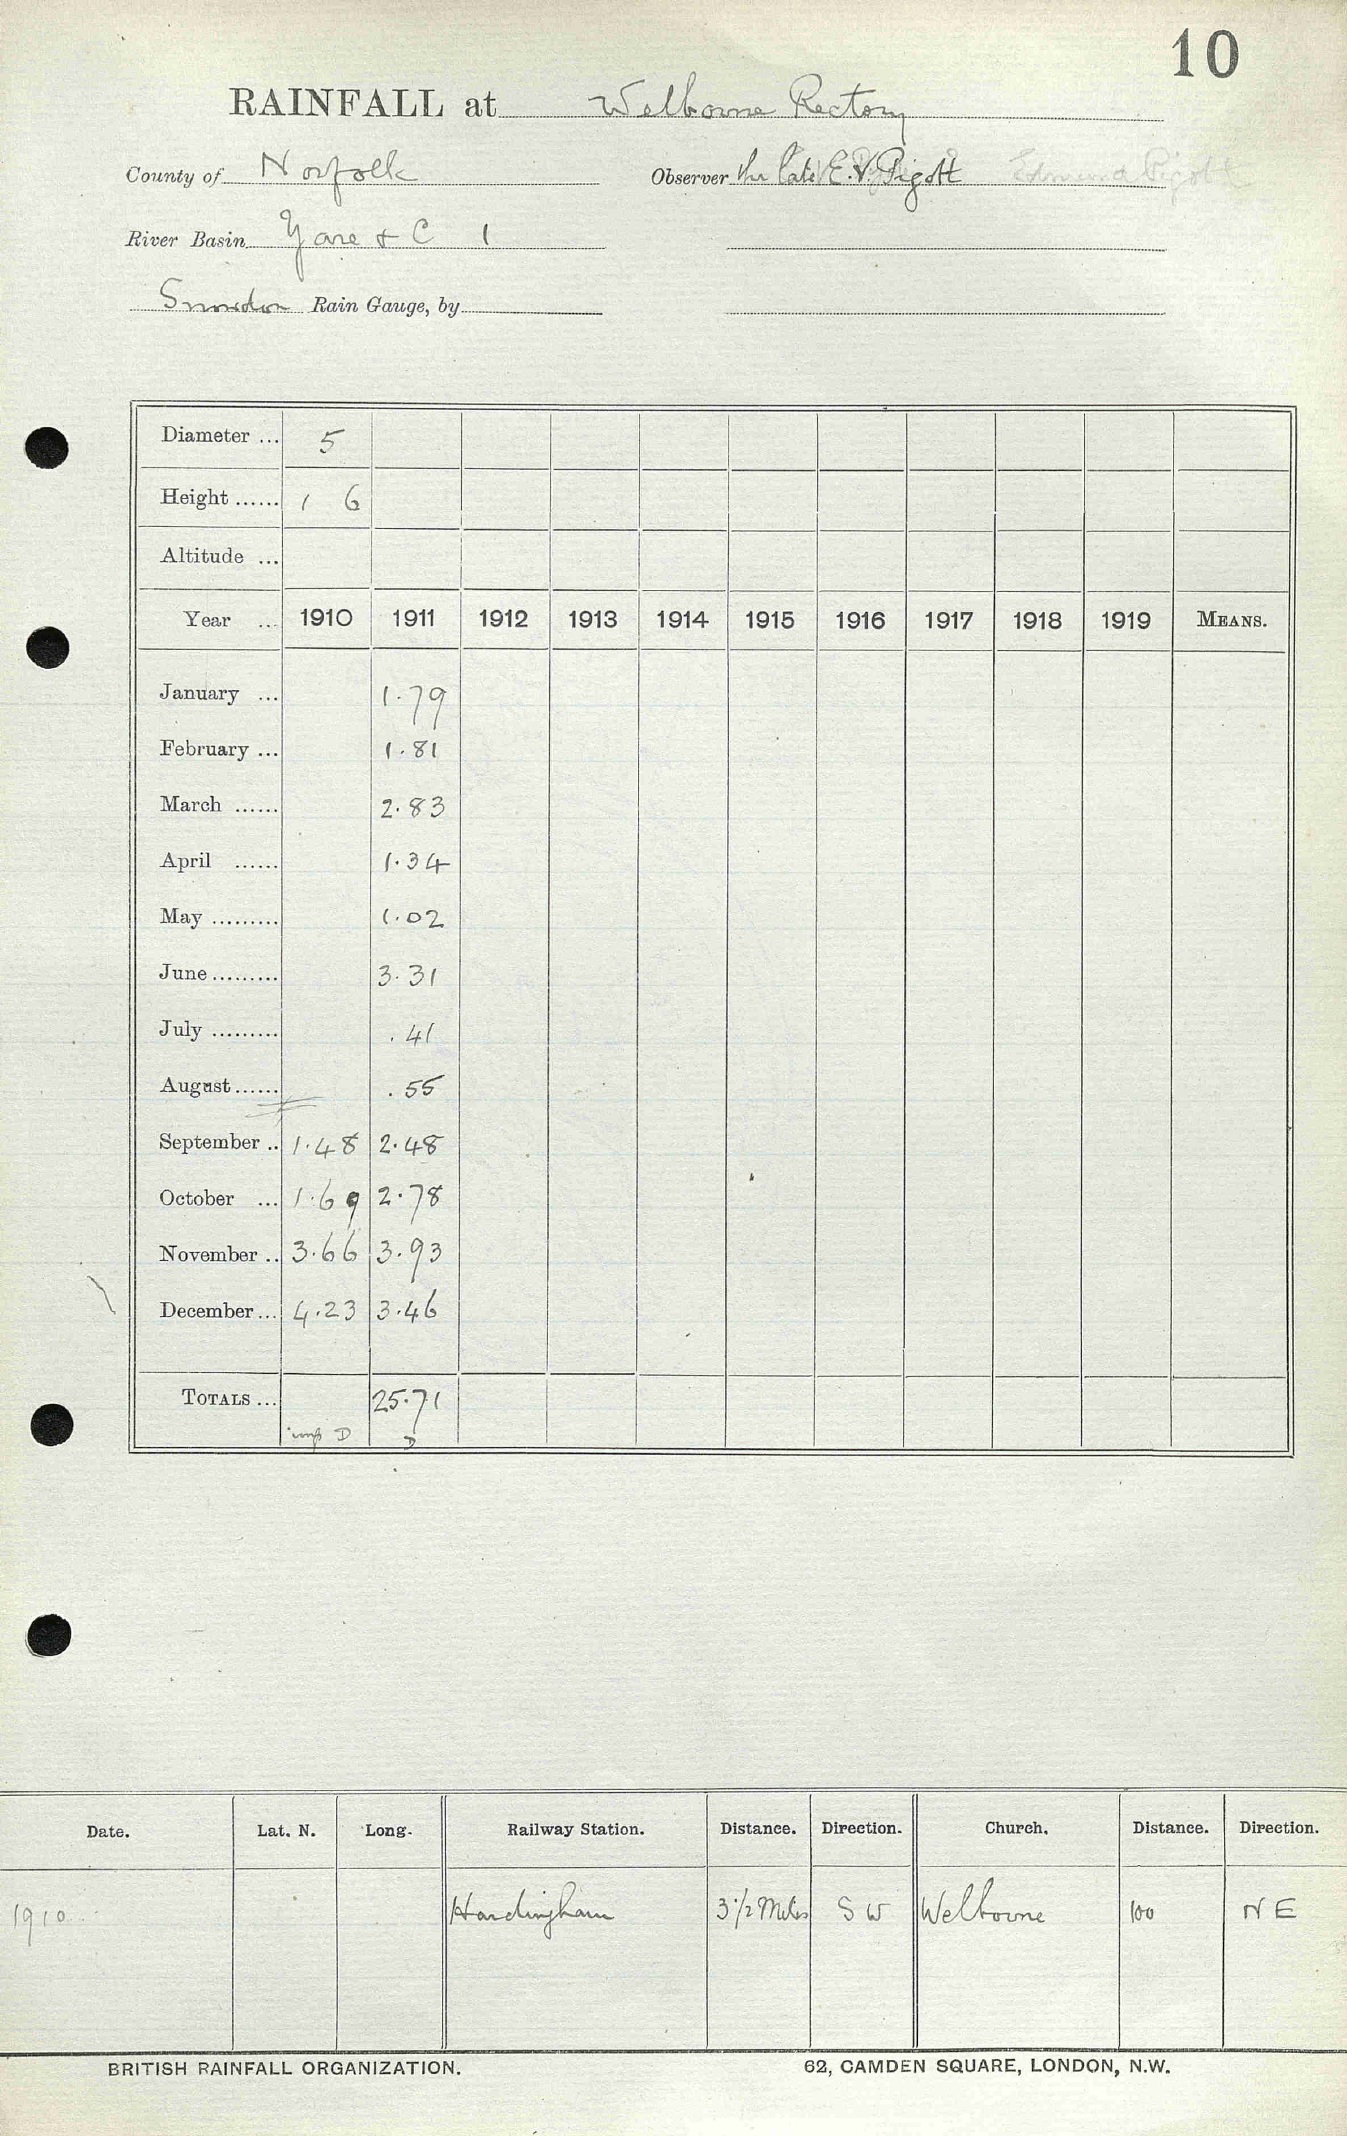 10
RAINFALL at Welborne Rectory
County of Norfolk Observer the late E. V. Pigott Edmund Pigott
River Basin Yare & C 1
Snowdon Rain Gauge, by
Diameter ... 5
Height ...... 1 6
Altitude ...
Year ... 1910 1911 1912 1913 1914 1915 1916 1917 1918 1919 MEANS.
January ... 1.79
February ... 1.81
March ...... 2.83
April ...... 1.34
May ......... 1.02
June ......... 3.31
July ......... .41
August ...... .55
September .. 1.48 2.48
October ... 1.69 2.78
November .. 3.66 3.93
December ... 4.23 3.46
TOTALS ... 25.71
imp D D
Date. Lat. N. Long. Railway Station. Distance. Direction. Church. Distance. Direction.
1910 Hardingham 3 1/2 Miles S W Welborne 100 N E
BRITISH RAINFALL ORGANIZATION. 62, CAMDEN SQUARE, LONDON, N.W.